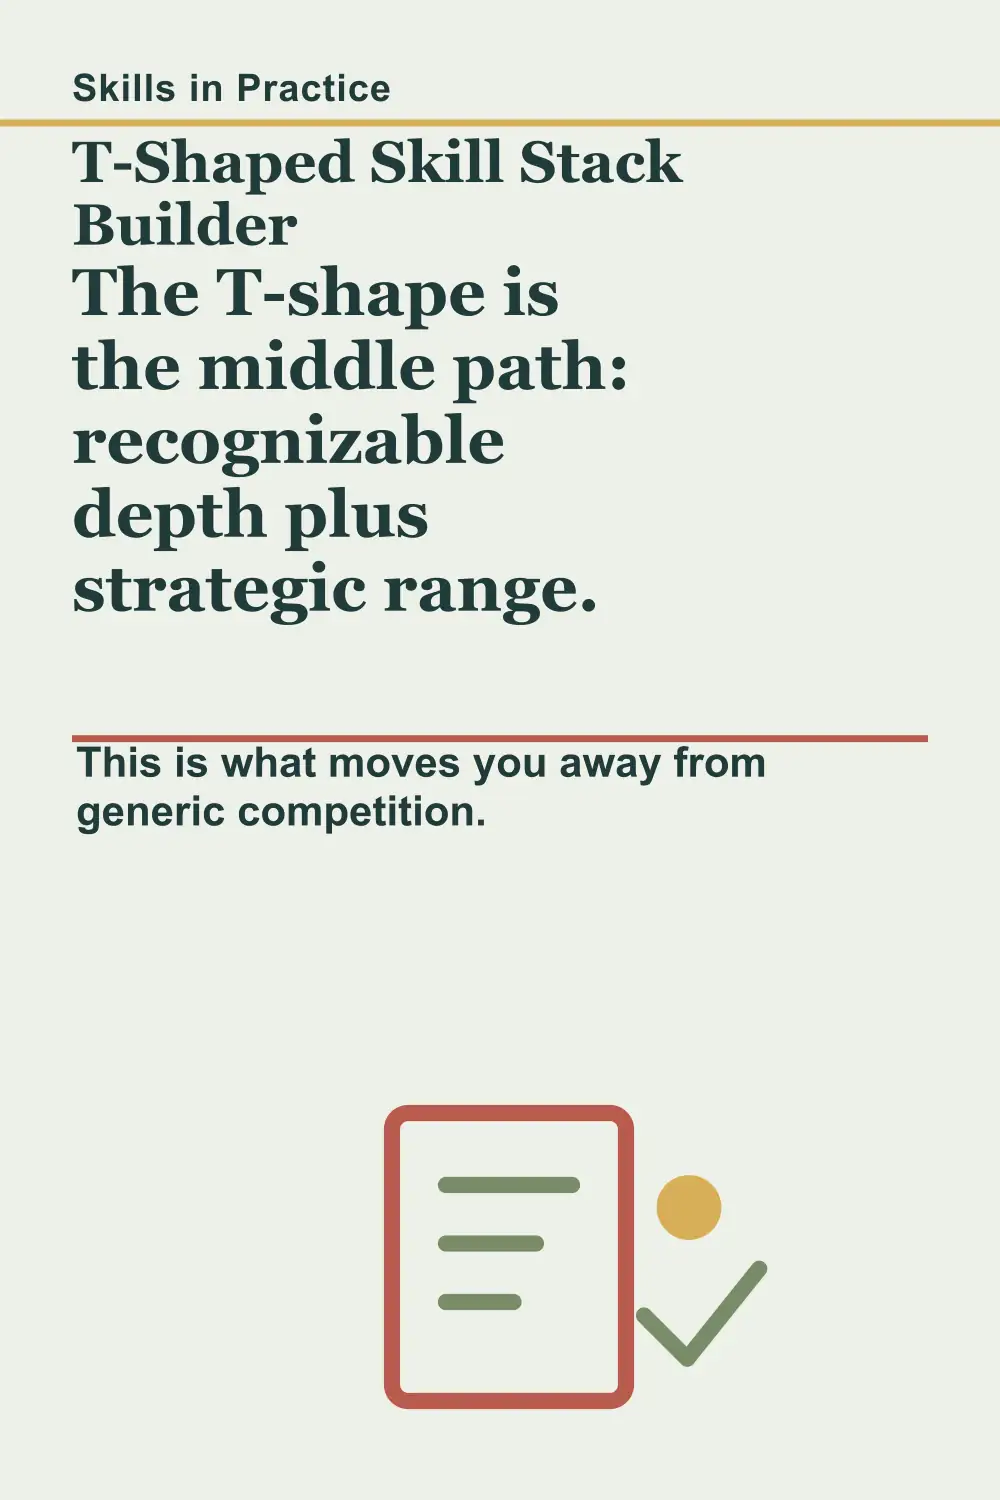 Skills in Practice
T-Shaped Skill Stack
Builder
The T-shape is
the middle path:
recognizable
depth plus
strategic range.
This is what moves you away from
generic competition.